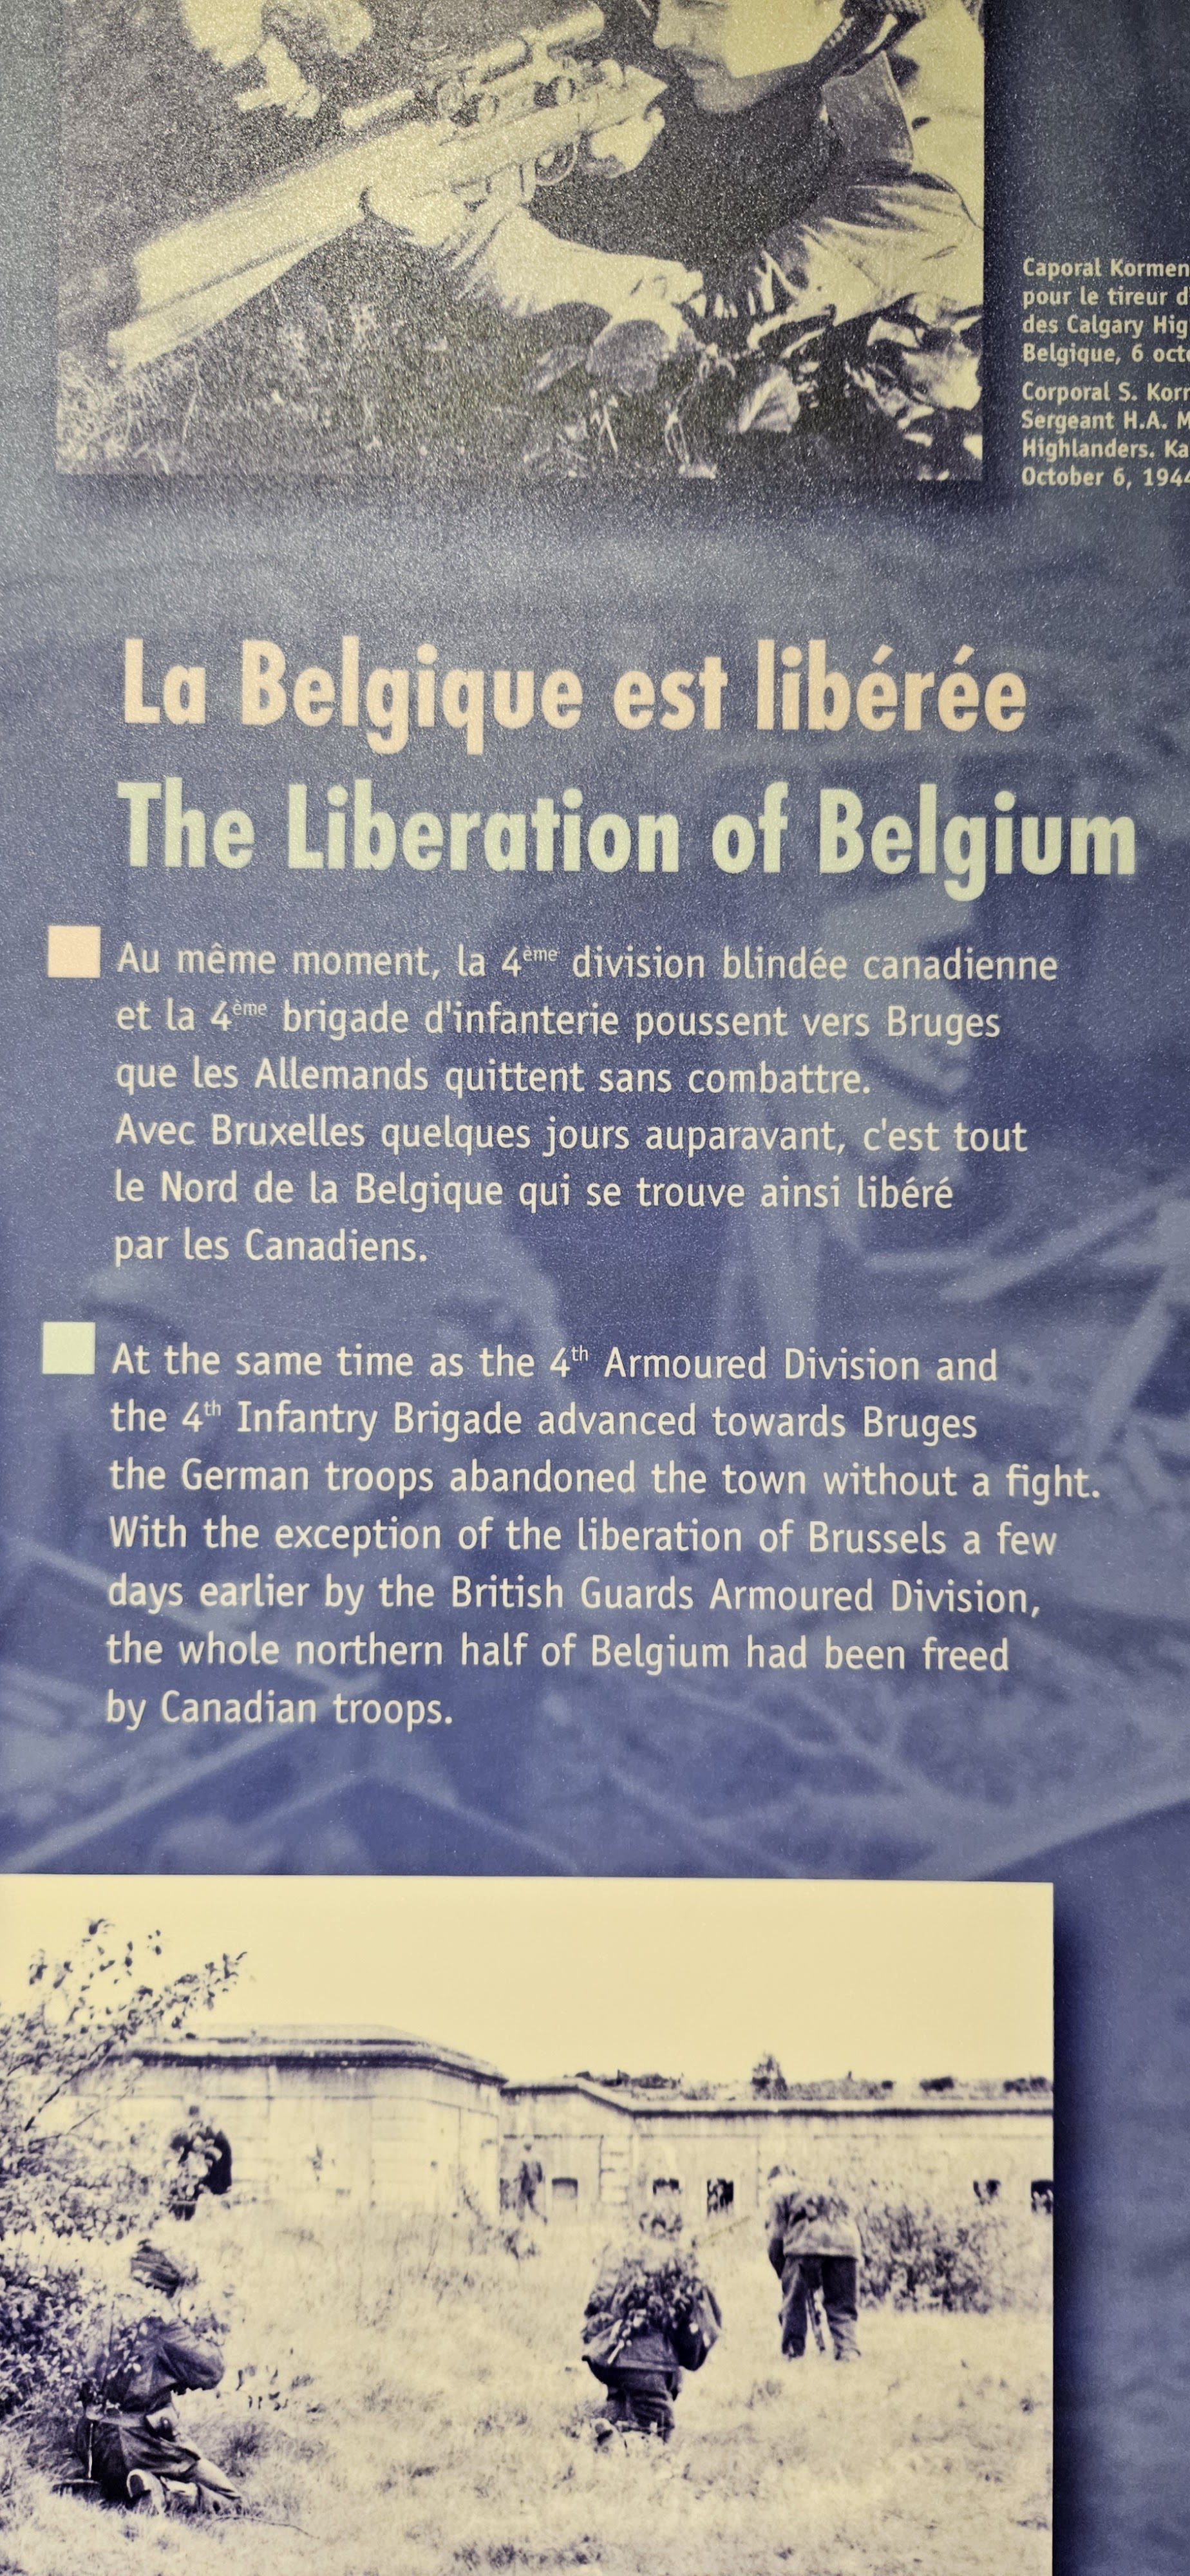 Caporal Kormen
pour le tireur d'
des Calgary Hig
Belgique, 6 octo
Corporal S. Korm
Sergeant H.A. M
Highlanders. Ka
October 6, 1944
La Belgique est libérée
The Liberation of Belgium
Au même moment, la 4ème division blindée canadienne
et la 4ème brigade d'infanterie poussent vers Bruges
que les Allemands quittent sans combattre.
Avec Bruxelles quelques jours auparavant, c'est tout
le Nord de la Belgique qui se trouve ainsi libéré
par les Canadiens.
At the same time as the 4th Armoured Division and
the 4th Infantry Brigade advanced towards Bruges
the German troops abandoned the town without a fight.
With the exception of the liberation of Brussels a few
days earlier by the British Guards Armoured Division,
the whole northern half of Belgium had been freed
by Canadian troops.